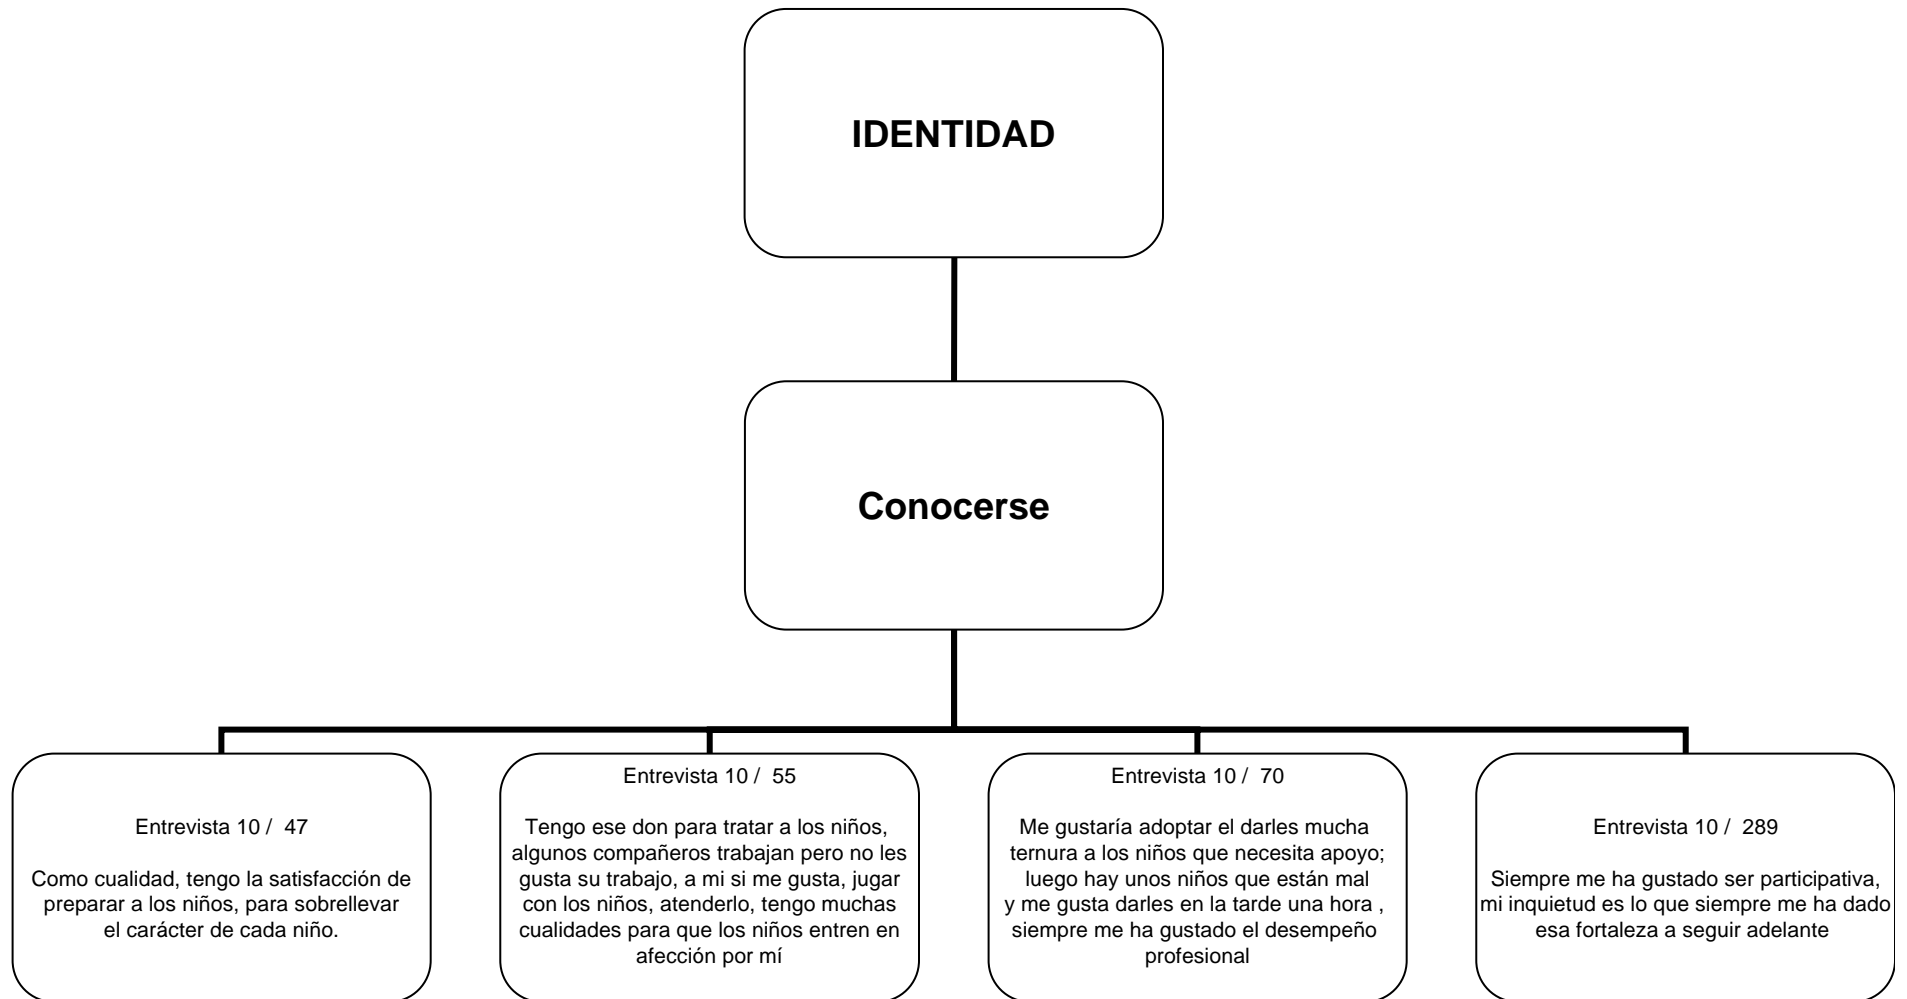 IDENTIDAD
Conocerse
Entrevista 10 / 47
Como cualidad, tengo la satisfacción de
preparar a los niños, para sobrellevar
el carácter de cada niño.
Entrevista 10 / 55
Tengo ese don para tratar a los niños,
algunos compañeros trabajan pero no les
gusta su trabajo, a mi si me gusta, jugar
con los niños, atenderlo, tengo muchas
cualidades para que los niños entren en
afección por mí
Entrevista 10 / 70
Me gustaría adoptar el darles mucha
ternura a los niños que necesita apoyo;
luego hay unos niños que están mal
y me gusta darles en la tarde una hora ,
siempre me ha gustado el desempeño
profesional
Entrevista 10 / 289
Siempre me ha gustado ser participativa,
mi inquietud es lo que siempre me ha dado
esa fortaleza a seguir adelante